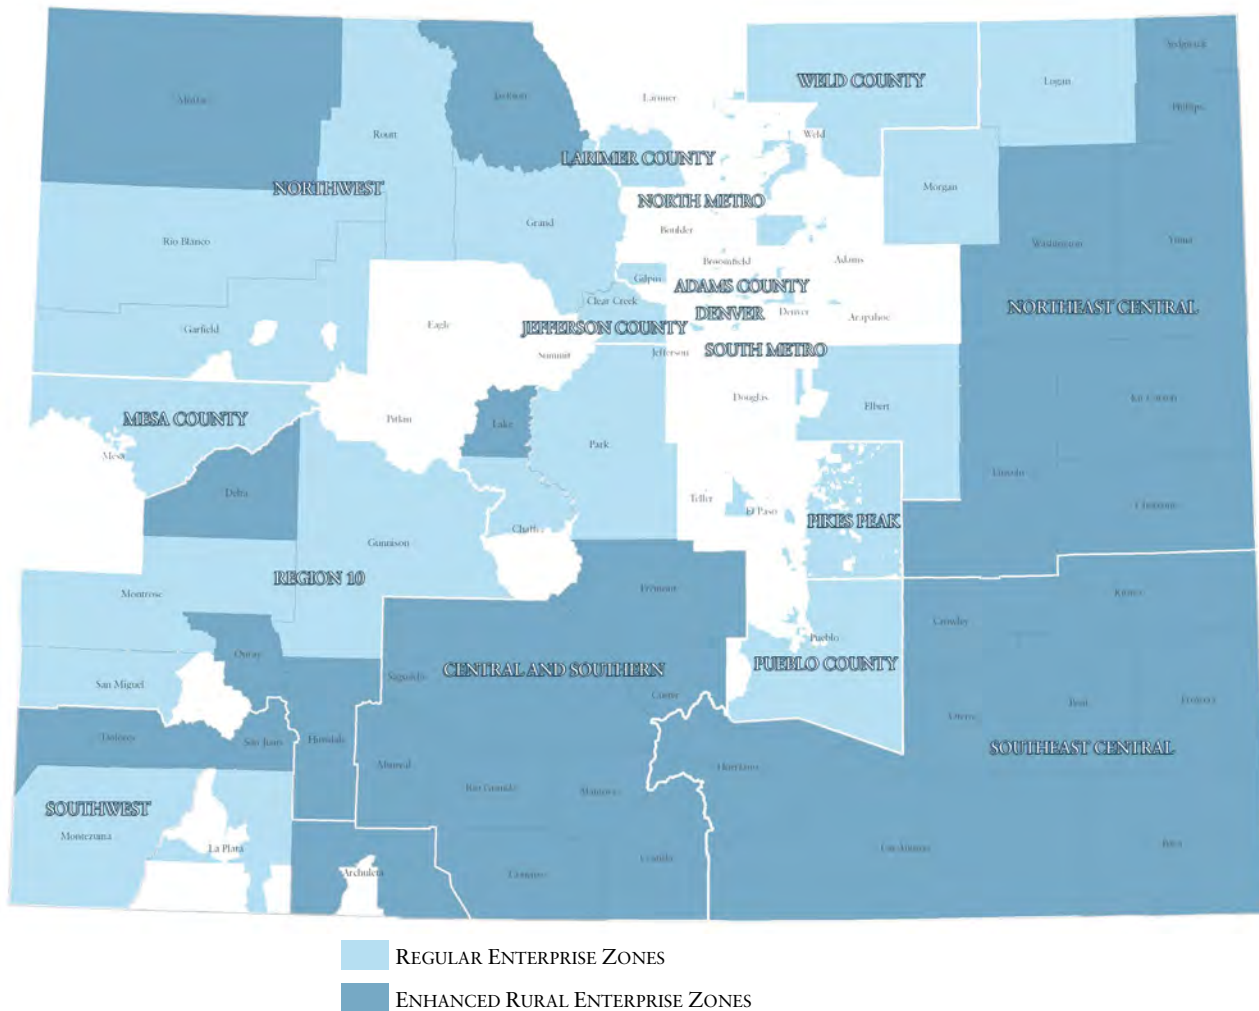 Sedgwick
WELD COUNTY
Logan
Moffat
Jackson
Larimer
Phillips
Routt
Weld
LARIMER COUNTY
NORTHWEST
Morgan
NORTH METRO
Grand
Boulder
Rio Blanco
Washington
Yuma
Broomfield
Adams
Gilpin
ADAMS COUNTY
Clear Creek
NORTHEAST CENTRAL
DENVER
Denver
Arapahoe
Eagle
JEFFERSON COUNTY
Garfield
Summit
Jefferson
SOUTH METRO
Douglas
Kit Carson
Elbert
MESA COUNTY
Pitkin
Lake
Park
Mesa
Lincoln
Delta
Teller
El Paso
Cheyenne
PIKES PEAK
Chaffee
Gunnison
REGION 10
Fremont
Montrose
Kiowa
Crowley
Pueblo
Ouray
PUEBLO COUNTY
CENTRAL AND SOUTHERN
Saguache
San Miguel
Custer
Bent
Prowers
Otero
Dolores
San Juan
Hinsdale
SOUTHEAST CENTRAL
Mineral
Huerfano
Rio Grande
Alamosa
SOUTHWEST
Montezuma
La Plata
Las Animas
Baca
Costilla
Archuleta
Conejos
REGULAR ENTERPRISE ZONES
ENHANCED RURAL ENTERPRISE ZONES